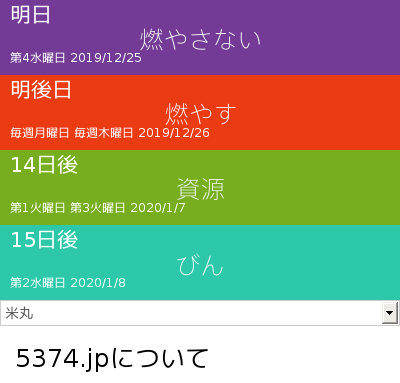 明日
燃やさない
第4水曜日 2019/12/25
明後日
燃やす
毎週月曜日 毎週木曜日 2019/12/26
14日後
資源
第1火曜日 第3火曜日 2020/1/7
15日後
びん
第2水曜日 2020/1/8
米丸
5374.jpについて